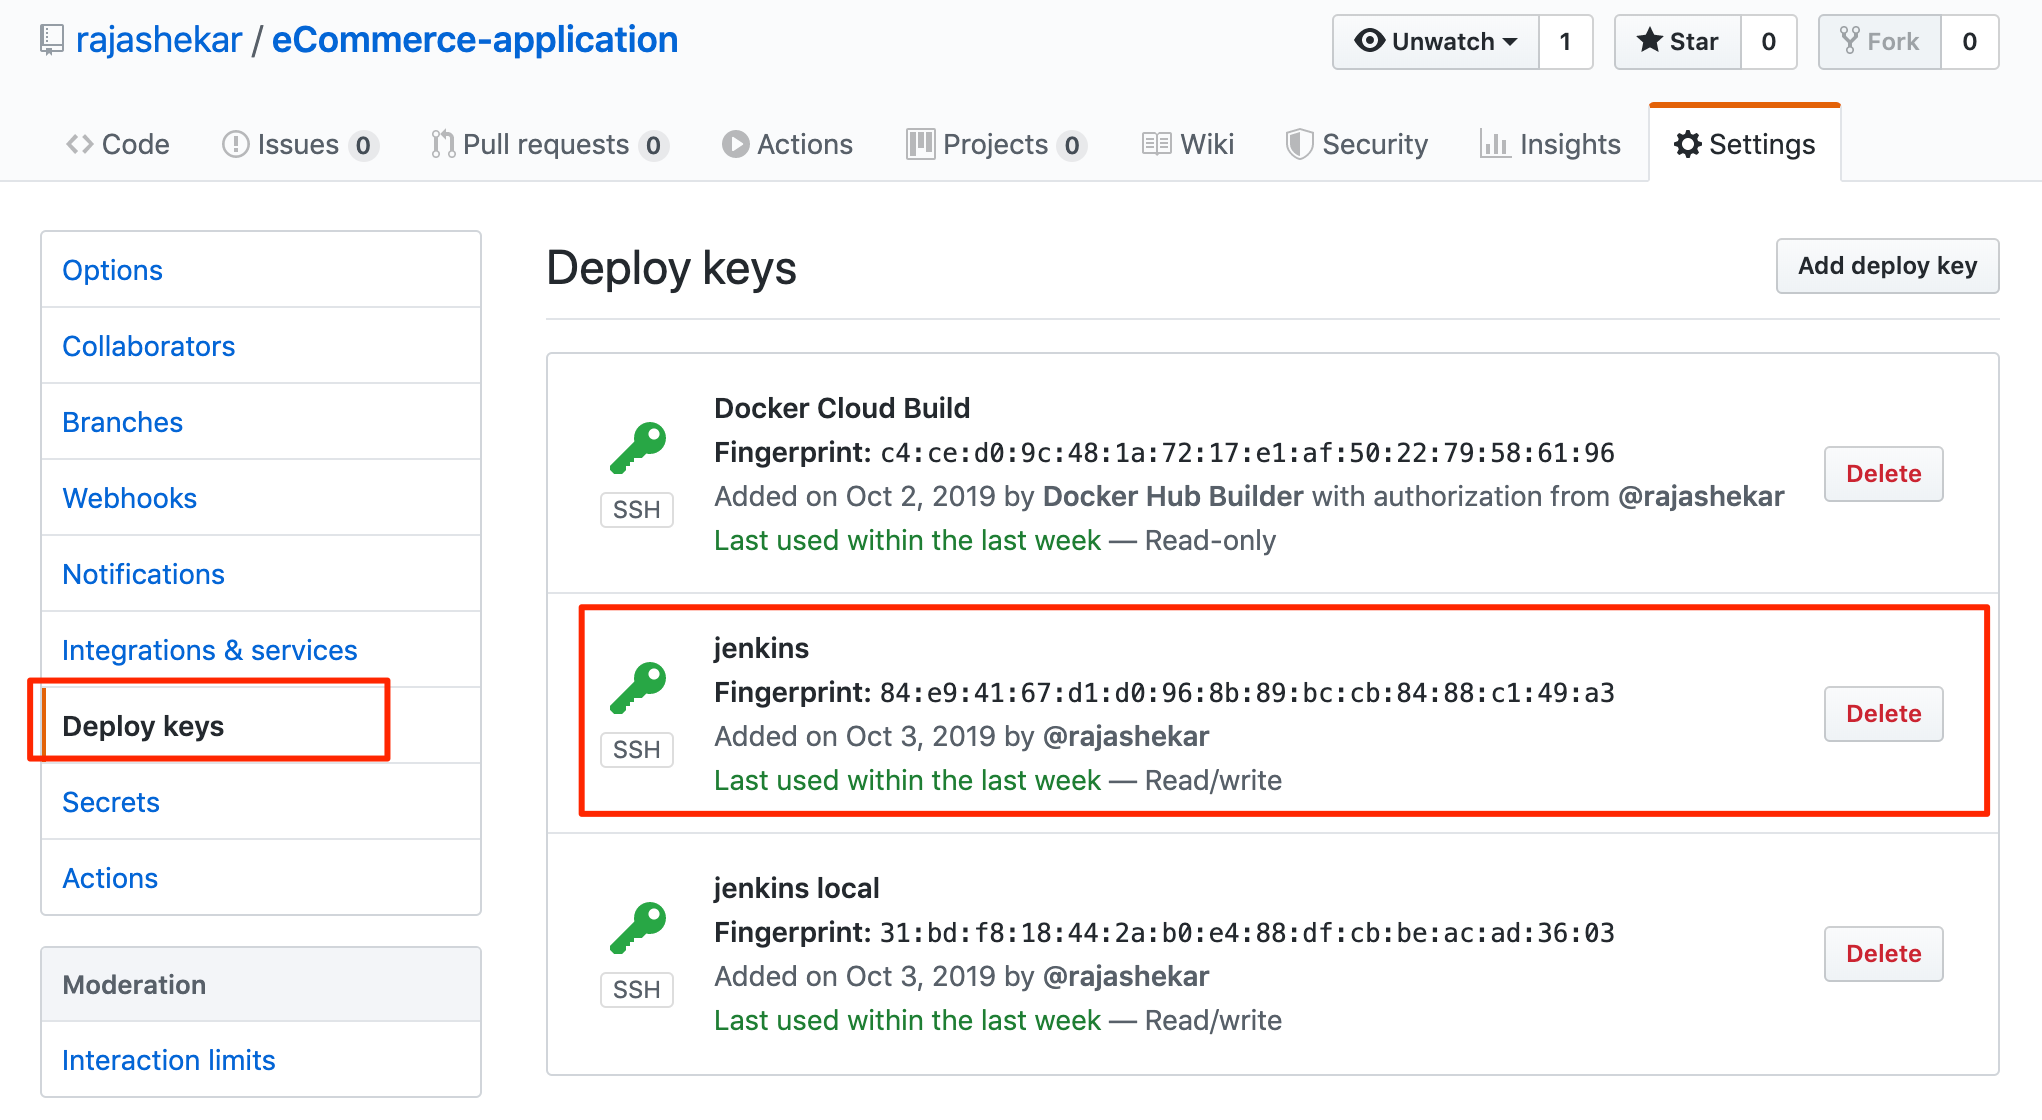 rajashekar / eCommerce-application
Unwatch 1 Star 0 Fork 0
Code Issues 0 Pull requests 0 Actions Projects 0 Wiki Security Insights Settings
Options
Collaborators
Branches
Webhooks
Notifications
Integrations & services
Deploy keys
Secrets
Actions
Moderation
Interaction limits
Deploy keys
Add deploy key
Docker Cloud Build
Fingerprint: c4:ce:d0:9c:48:1a:72:17:e1:af:50:22:79:58:61:96
Added on Oct 2, 2019 by Docker Hub Builder with authorization from @rajashekar
Last used within the last week — Read-only
SSH
Delete
jenkins
Fingerprint: 84:e9:41:67:d1:d0:96:8b:89:bc:cb:84:88:c1:49:a3
Added on Oct 3, 2019 by @rajashekar
Last used within the last week — Read/write
SSH
Delete
jenkins local
Fingerprint: 31:bd:f8:18:44:2a:b0:e4:88:df:cb:be:ac:ad:36:03
Added on Oct 3, 2019 by @rajashekar
Last used within the last week — Read/write
SSH
Delete